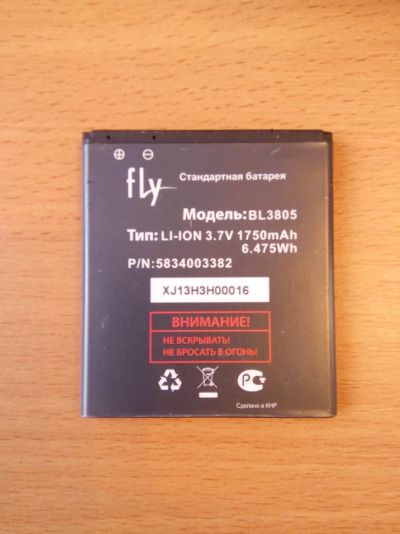 fly
Стандартная батарея
Модель:BL3805
Тип: LI-ION 3.7V 1750mAh
6.475Wh
P/N:5834003382
XJ13H3H00016
ВНИМАНИЕ!
НЕ ВСКРЫВАТЬ!
НЕ БРОСАТЬ В ОГОНЬ!
Сделано в КНР